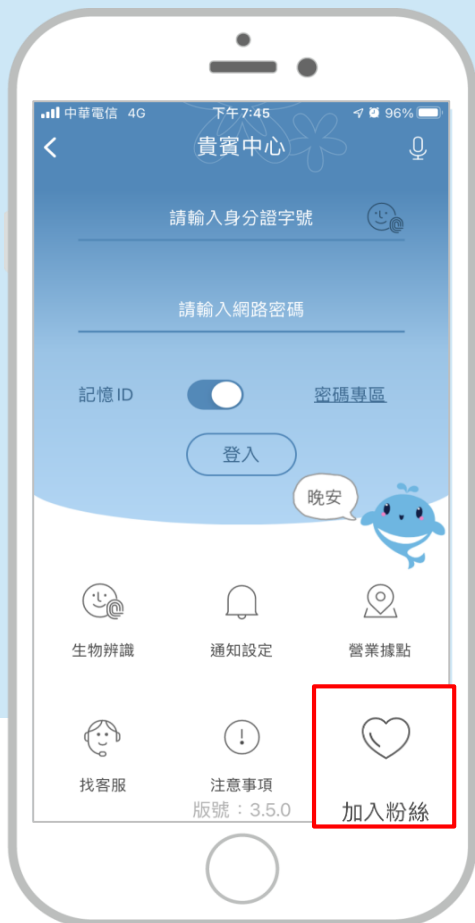 中華電信 4G 下午7:45 96%
貴賓中心
請輸入身分證字號
請輸入網路密碼
記憶ID 密碼專區
登入
晚安
生物辨識 通知設定 營業據點
找客服 注意事項 加入粉絲
版號：3.5.0